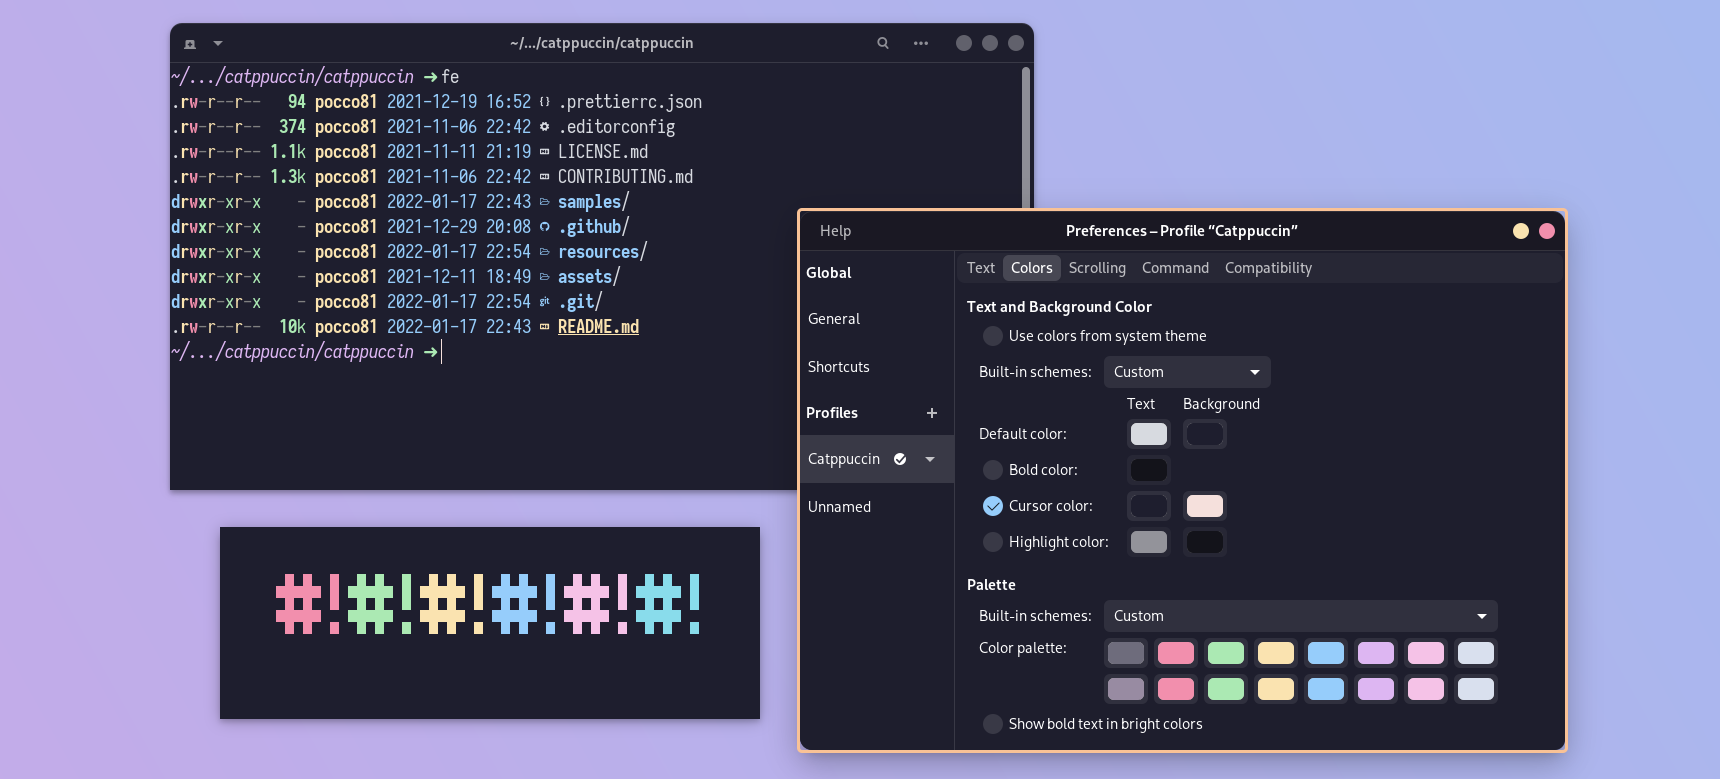 ~/.../catppuccin/catppuccin
~/.../catppuccin/catppuccin ➜ fe
.rw-r--r-- 94 pocco81 2021-12-19 16:52 {} .prettierrc.json
.rw-r--r-- 374 pocco81 2021-11-06 22:42 .editorconfig
.rw-r--r-- 1.1k pocco81 2021-11-11 21:19 LICENSE.md
.rw-r--r-- 1.3k pocco81 2021-11-06 22:42 CONTRIBUTING.md
drwxr-xr-x - pocco81 2022-01-17 22:43 samples/
drwxr-xr-x - pocco81 2021-12-29 20:08 .github/
drwxr-xr-x - pocco81 2022-01-17 22:54 resources/
drwxr-xr-x - pocco81 2021-12-11 18:49 assets/
drwxr-xr-x - pocco81 2022-01-17 22:54 git .git/
.rw-r--r-- 10k pocco81 2022-01-17 22:43 README.md
~/.../catppuccin/catppuccin ➜
#!#!#!#!#!#!
Help
Preferences – Profile “Catppuccin”
Global
General
Shortcuts
Profiles +
Catppuccin
Unnamed
Text Colors Scrolling Command Compatibility
Text and Background Color
Use colors from system theme
Built-in schemes: Custom
Text Background
Default color:
Bold color:
Cursor color:
Highlight color:
Palette
Built-in schemes: Custom
Color palette:
Show bold text in bright colors